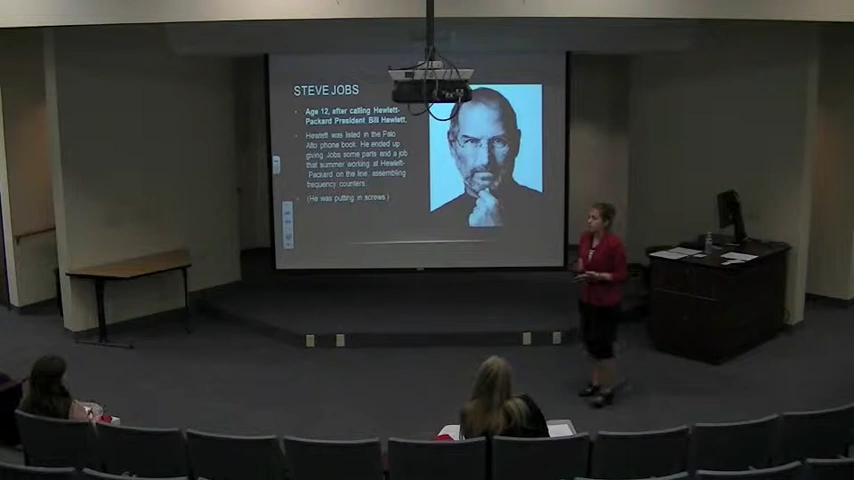 STEVE JOBS
Age 12, after calling Hewlett-
Packard President Bill Hewlett.
Hewlett was listed in the Palo
Alto phone book. He ended up
giving Jobs some parts and a job
that summer working at Hewlett-
Packard on the line, assembling
frequency counters.
(He was putting in screws)